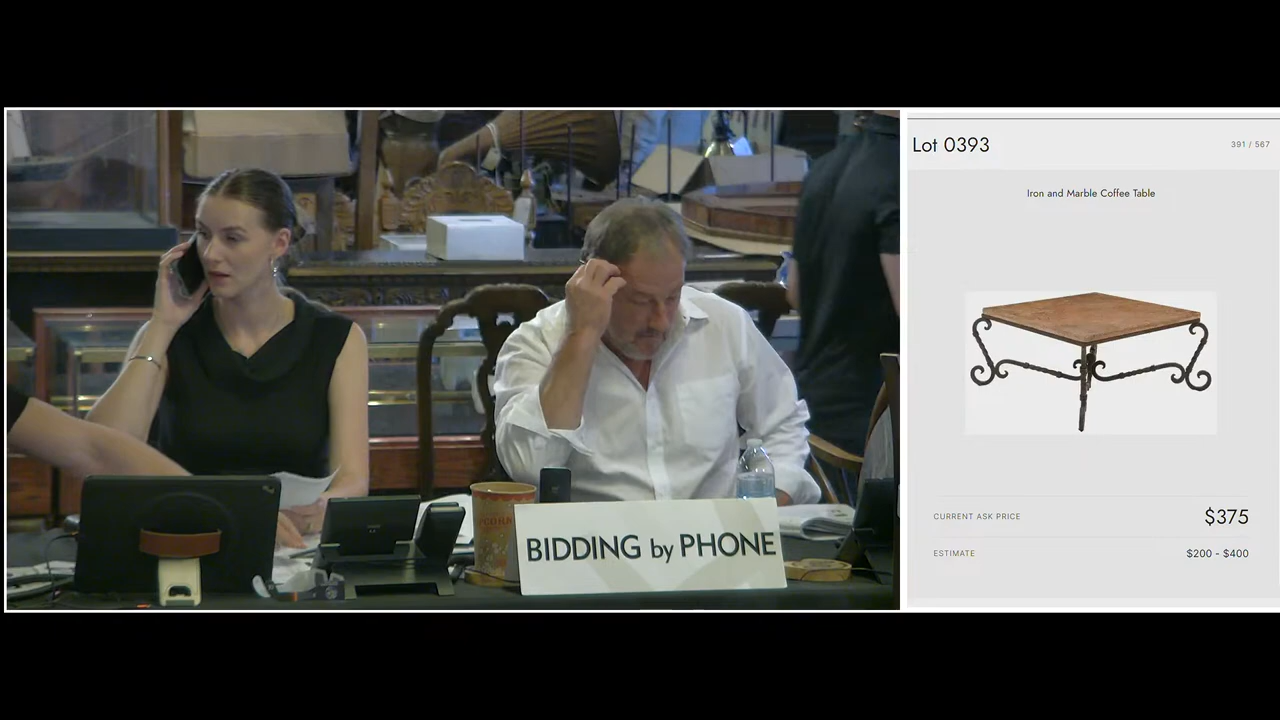 Lot 0393
391 / 567
Iron and Marble Coffee Table
BIDDING by PHONE
CURRENT ASK PRICE
$375
ESTIMATE
$200 - $400